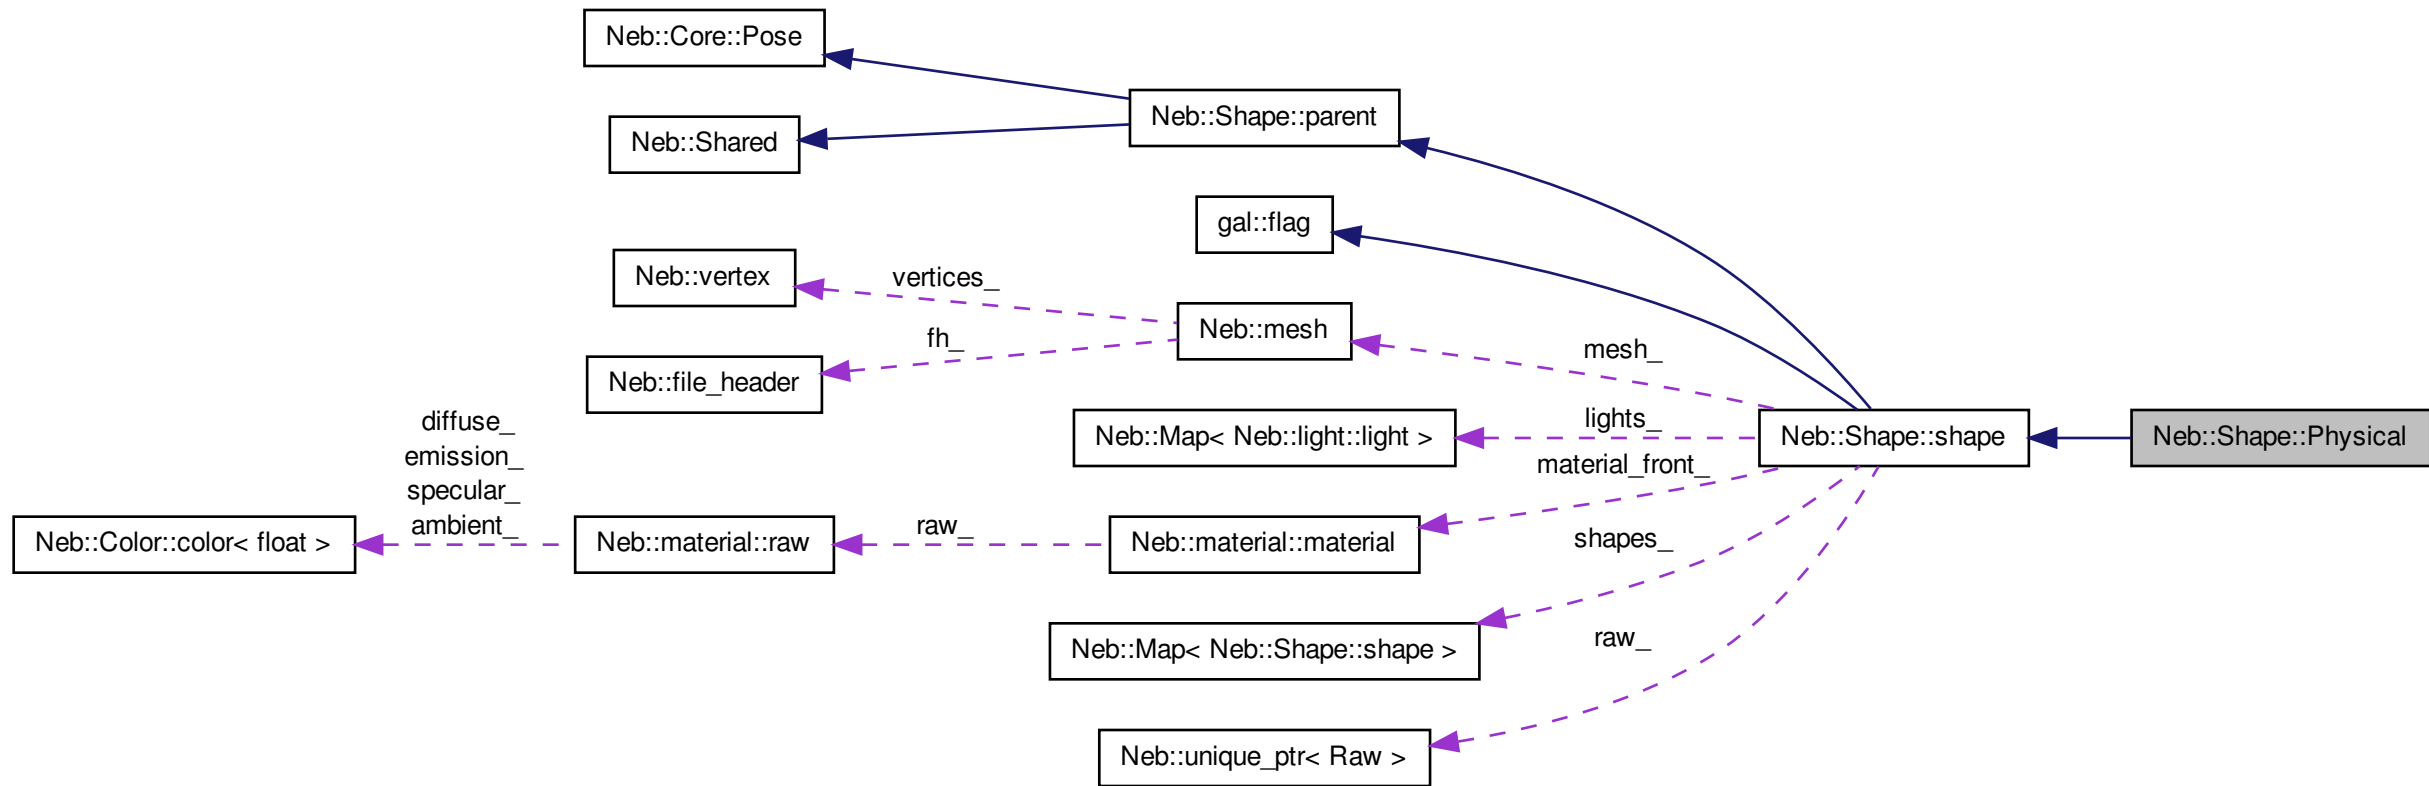 Neb::Core::Pose
Neb::Shape::parent
Neb::Shared
gal::flag
Neb::vertex
vertices_
Neb::mesh
fh_
mesh_
Neb::file_header
diffuse_
lights_
Neb::Map< Neb::light::light >
Neb::Shape::shape
Neb::Shape::Physical
emission_
material_front_
specular_
ambient_
Neb::Color::color< float >
Neb::material::raw
raw_
Neb::material::material
shapes_
Neb::Map< Neb::Shape::shape >
raw_
Neb::unique_ptr< Raw >